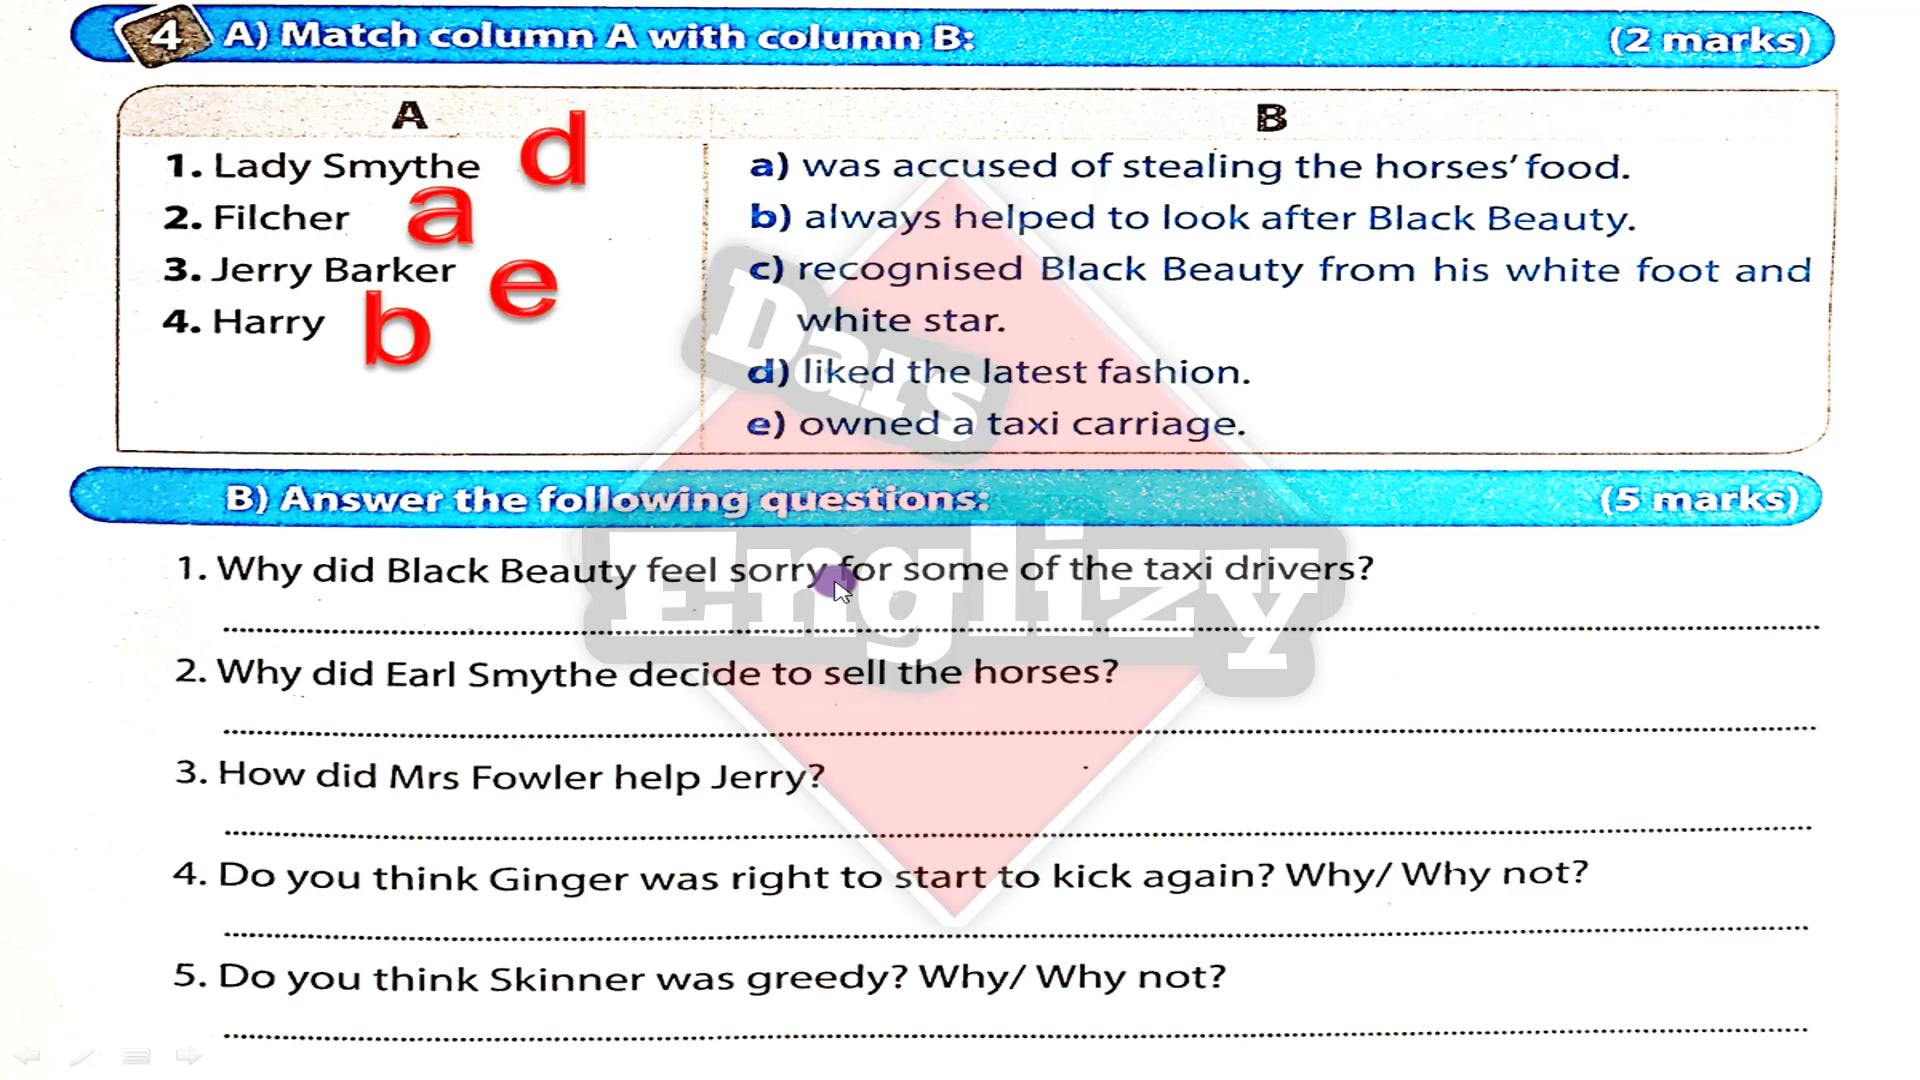 4 A) Match column A with column B: (2 marks)
A B
1. Lady Smythe d
2. Filcher a
3. Jerry Barker e
4. Harry b
a) was accused of stealing the horses' food.
b) always helped to look after Black Beauty.
c) recognised Black Beauty from his white foot and
white star.
d) liked the latest fashion.
e) owned a taxi carriage.
Dars
Englizy
B) Answer the following questions: (5 marks)
1. Why did Black Beauty feel sorry for some of the taxi drivers?
2. Why did Earl Smythe decide to sell the horses?
3. How did Mrs Fowler help Jerry?
4. Do you think Ginger was right to start to kick again? Why/ Why not?
5. Do you think Skinner was greedy? Why/ Why not?